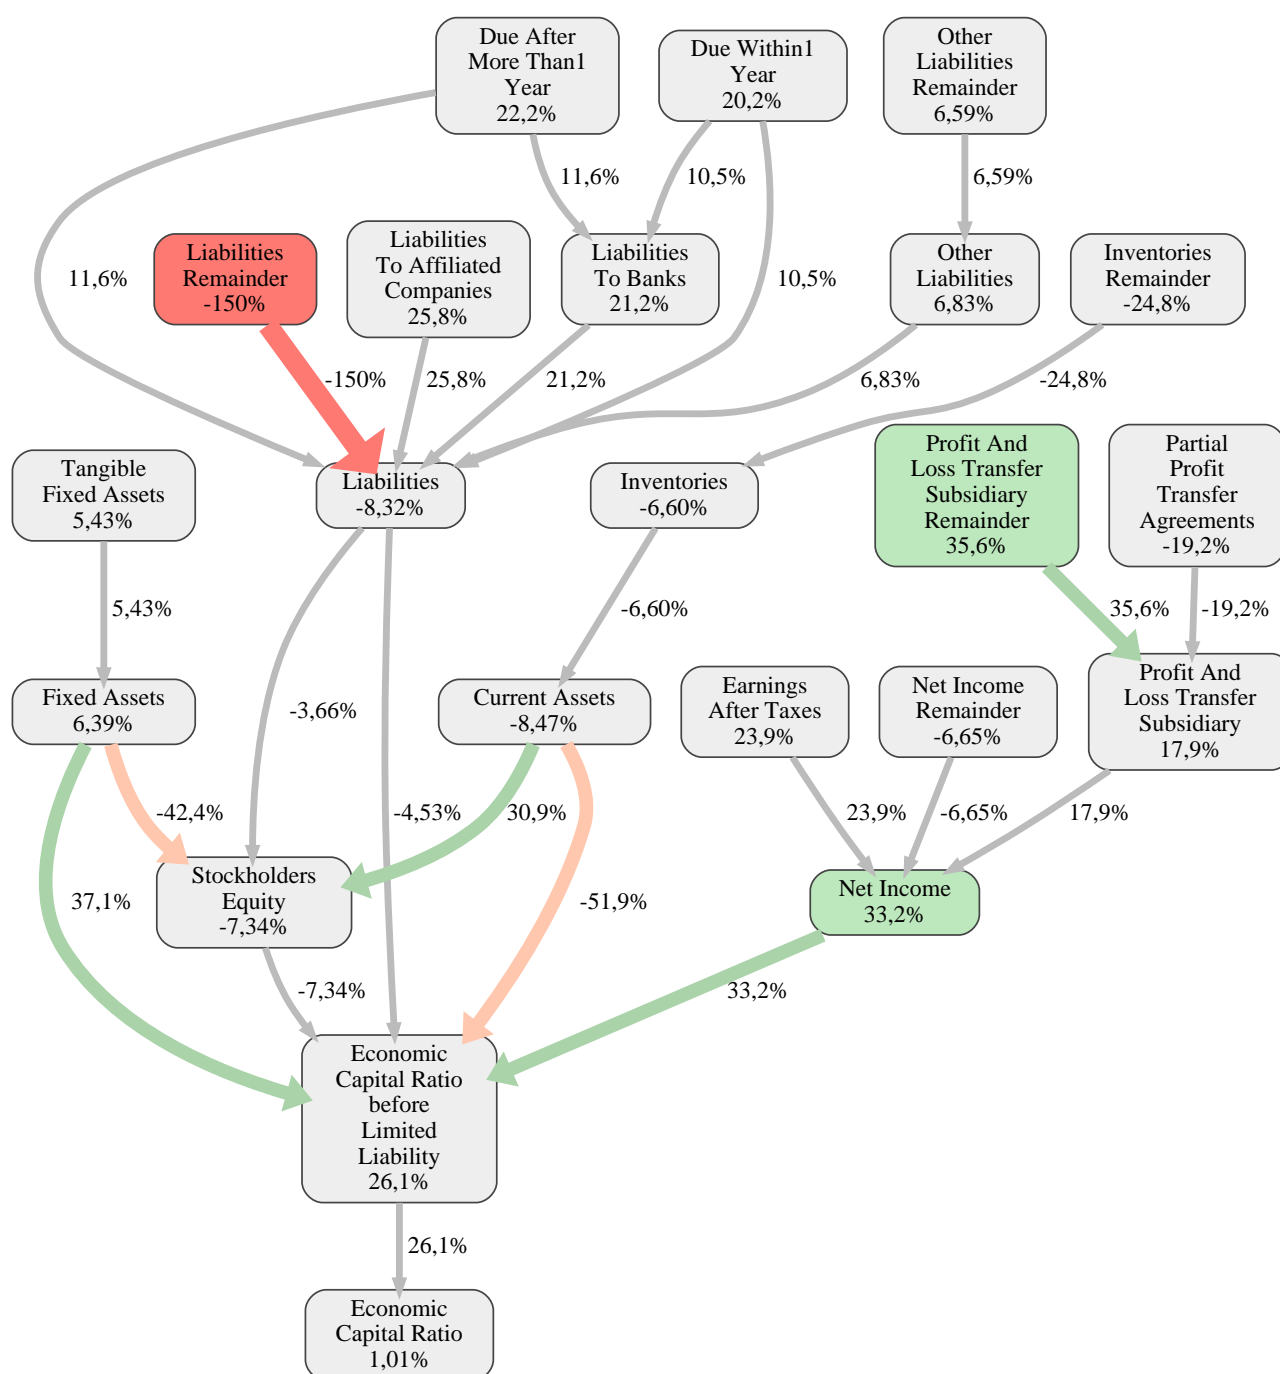 Due After
More Than1
Year
22,2%
Due Within1
Year
20,2%
Other
Liabilities
Remainder
6,59%
11,6%
10,5%
6,59%
Liabilities
Remainder
-150%
Liabilities
To Affiliated
Companies
25,8%
Liabilities
To Banks
21,2%
Other
Liabilities
6,83%
Inventories
Remainder
-24,8%
11,6%
10,5%
-150%
25,8%
21,2%
6,83%
-24,8%
Tangible
Fixed Assets
5,43%
Liabilities
-8,32%
Inventories
-6,60%
Profit And
Loss Transfer
Subsidiary
Remainder
35,6%
Partial
Profit
Transfer
Agreements
-19,2%
5,43%
-6,60%
35,6%
-19,2%
Fixed Assets
6,39%
-3,66%
Current Assets
-8,47%
Earnings
After Taxes
23,9%
Net Income
Remainder
-6,65%
Profit And
Loss Transfer
Subsidiary
17,9%
-42,4%
-4,53%
30,9%
23,9%
-6,65%
17,9%
37,1%
Stockholders
Equity
-7,34%
-51,9%
Net Income
33,2%
-7,34%
33,2%
Economic
Capital Ratio
before
Limited
Liability
26,1%
26,1%
Economic
Capital Ratio
1,01%